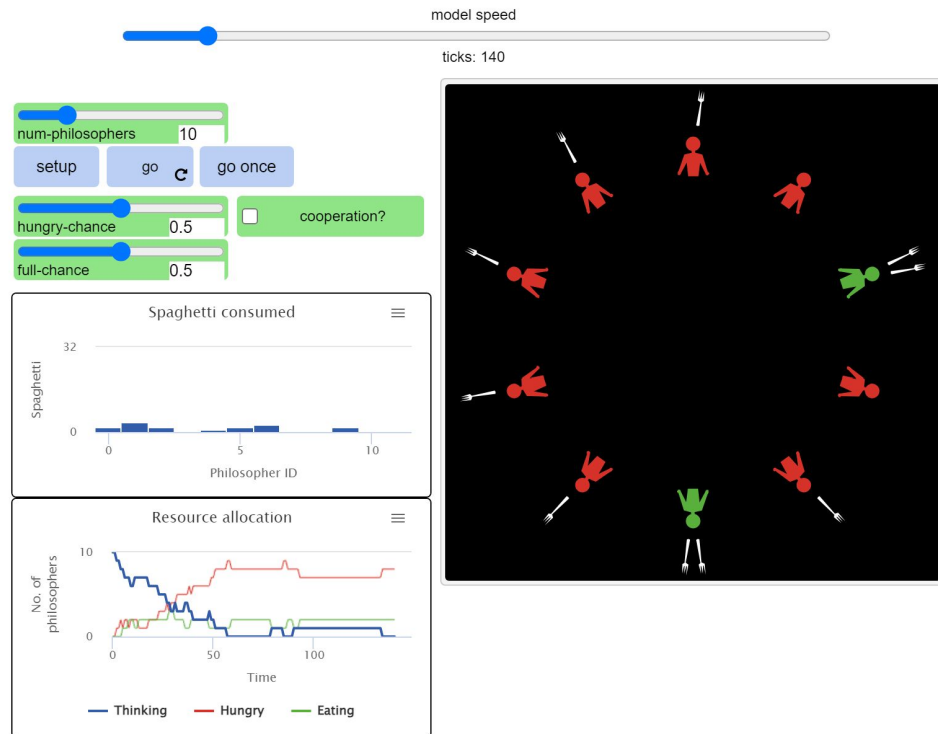 model speed
ticks: 140
num-philosophers 10
setup go go once
hungry-chance 0.5
cooperation?
full-chance 0.5
Spaghetti consumed
32
Spaghetti
0
0 5 10
Philosopher ID
Resource allocation
10
No. of
philosophers
0
0 50 100
Time
Thinking Hungry Eating